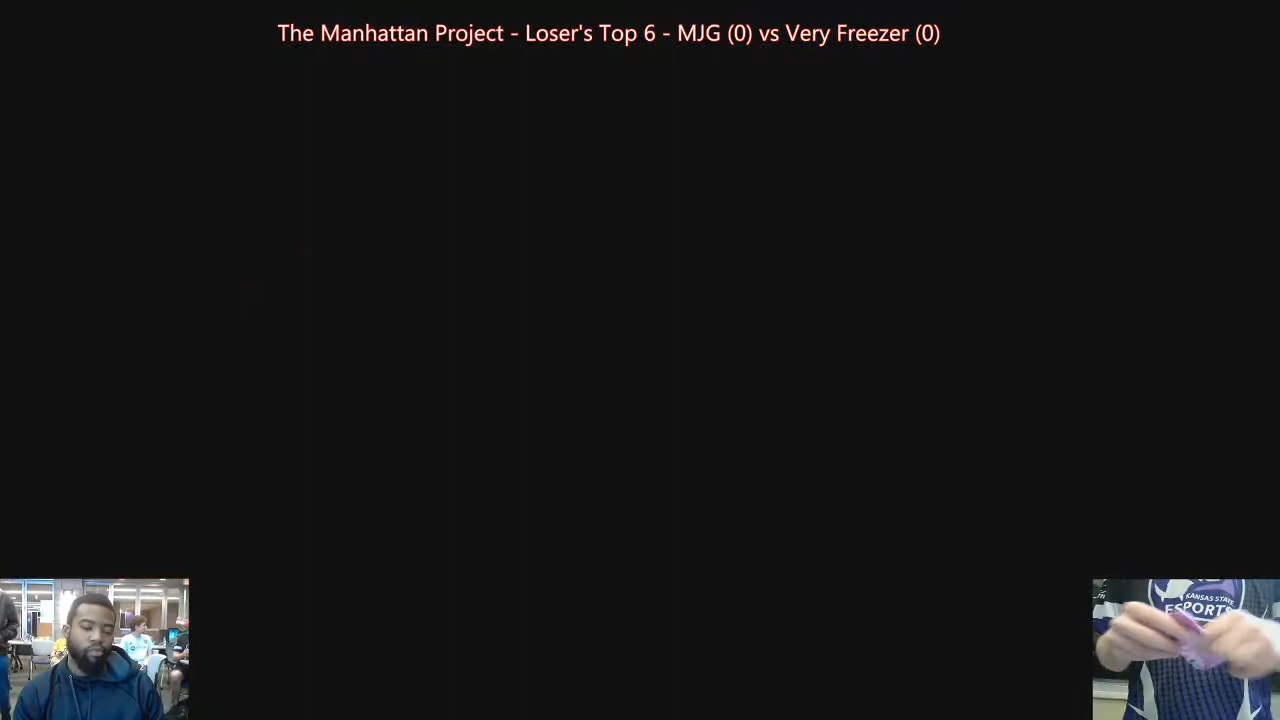 The Manhattan Project - Loser's Top 6 - MJG (0) vs Very Freezer (0)
KANSAS STATE
ESPORTS